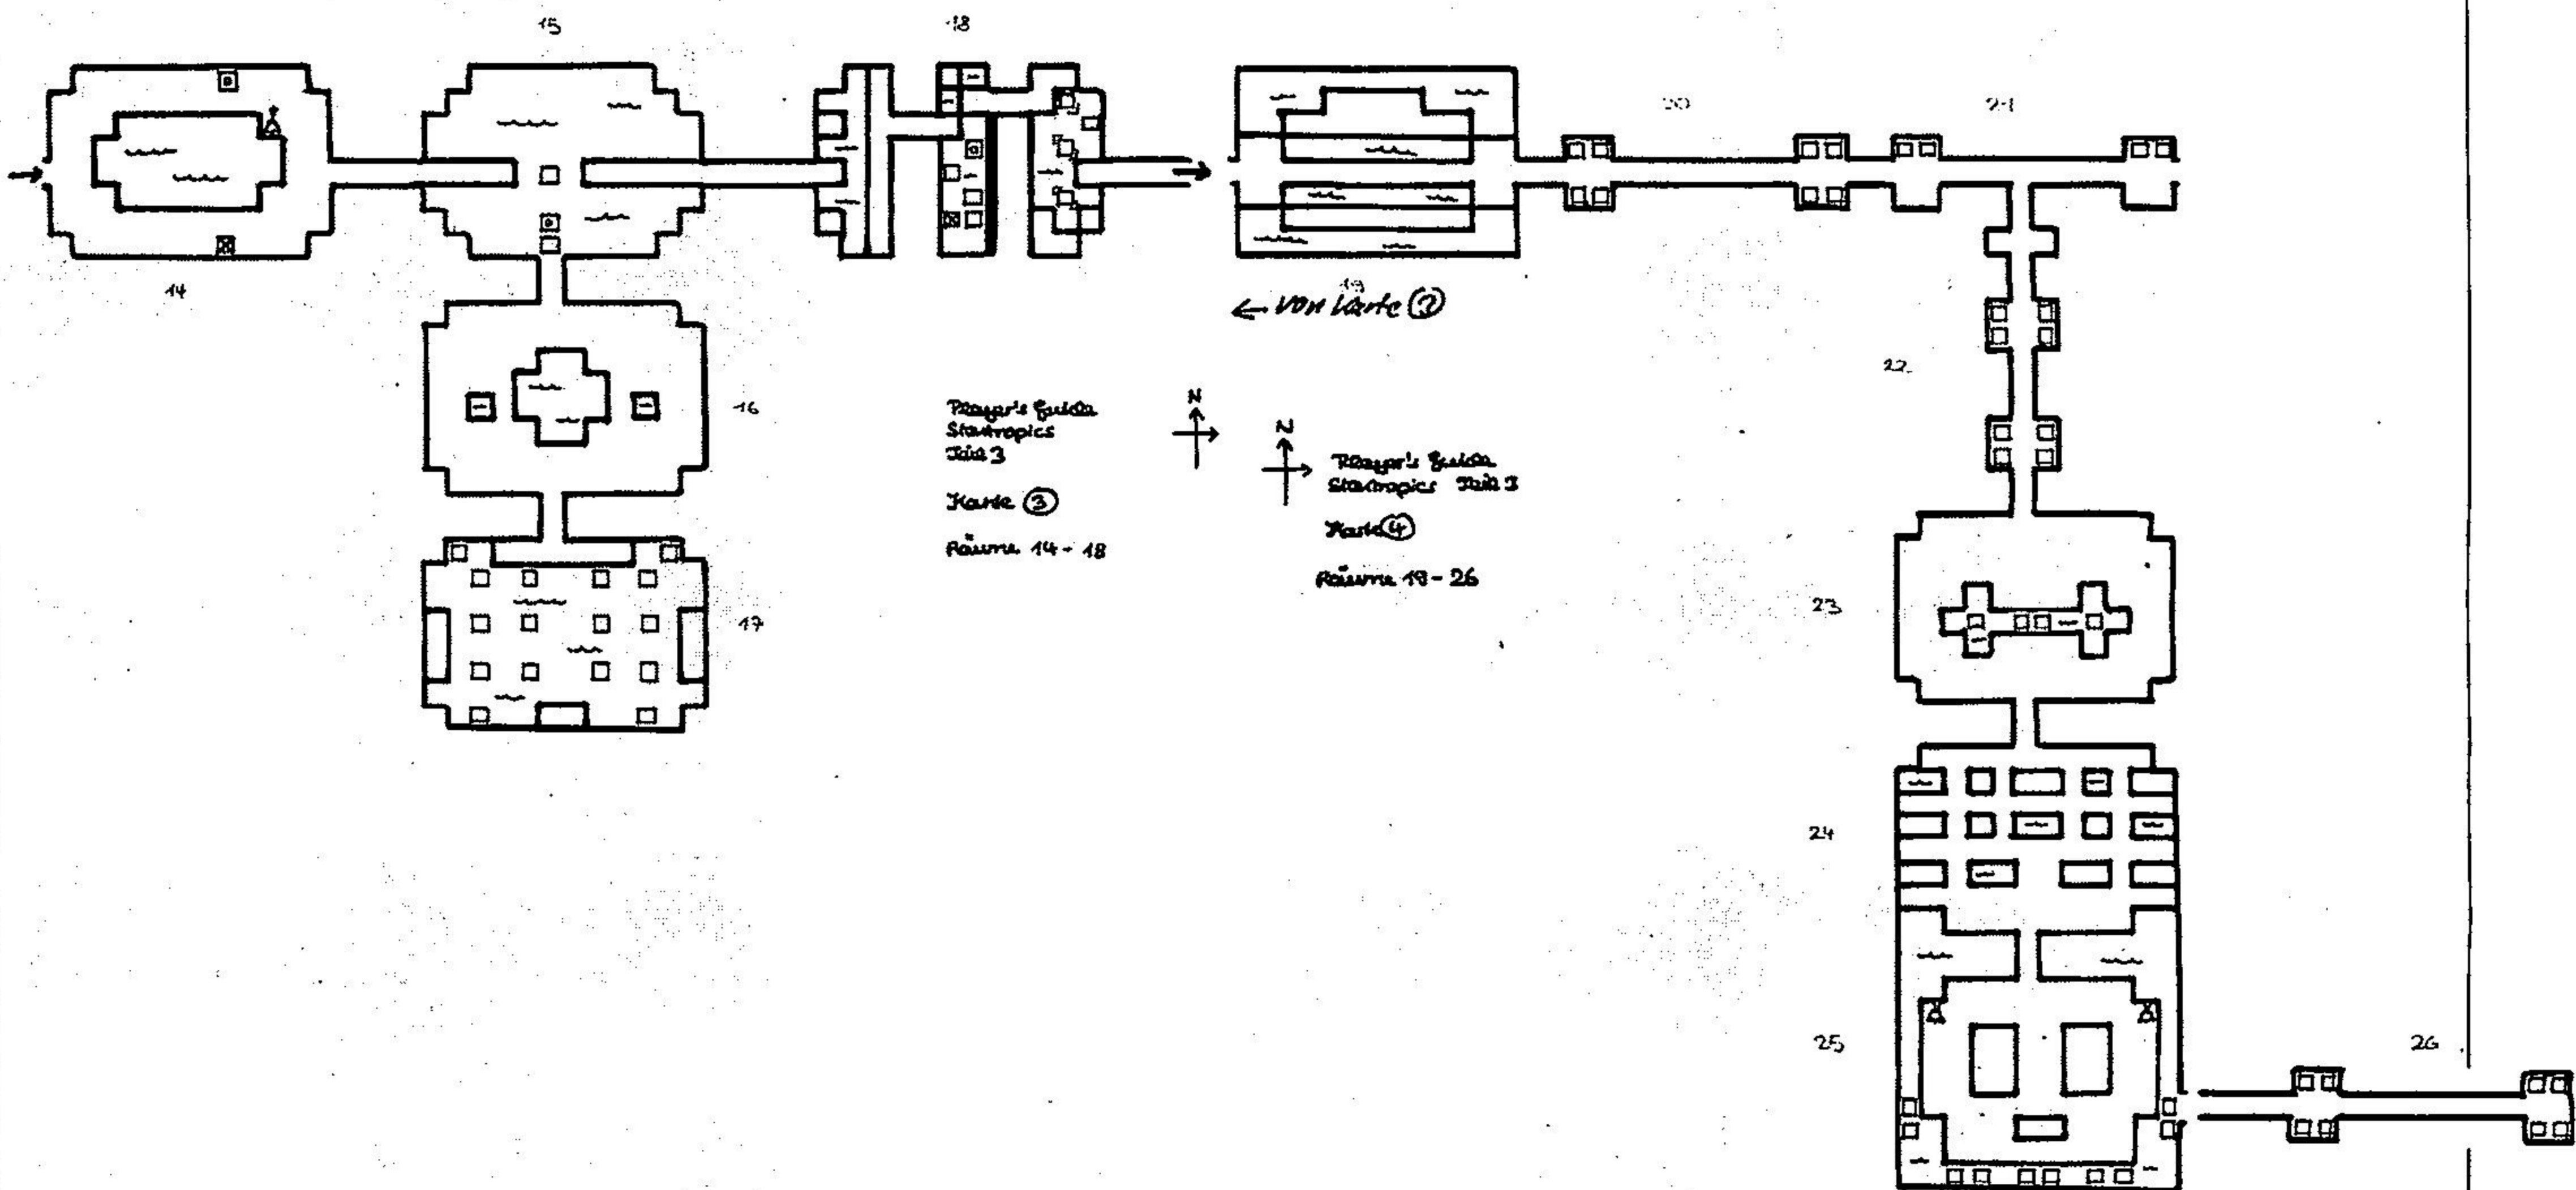 15
18
20
21
14
19
← von Karte ③
22
16
N
Player's Guide
Startropics
Teil 3
Karte ③
Räume 14 - 18
N
Player's Guide
Startropics Teil 3
Karte ④
Räume 19 - 26
17
23
24
25
26